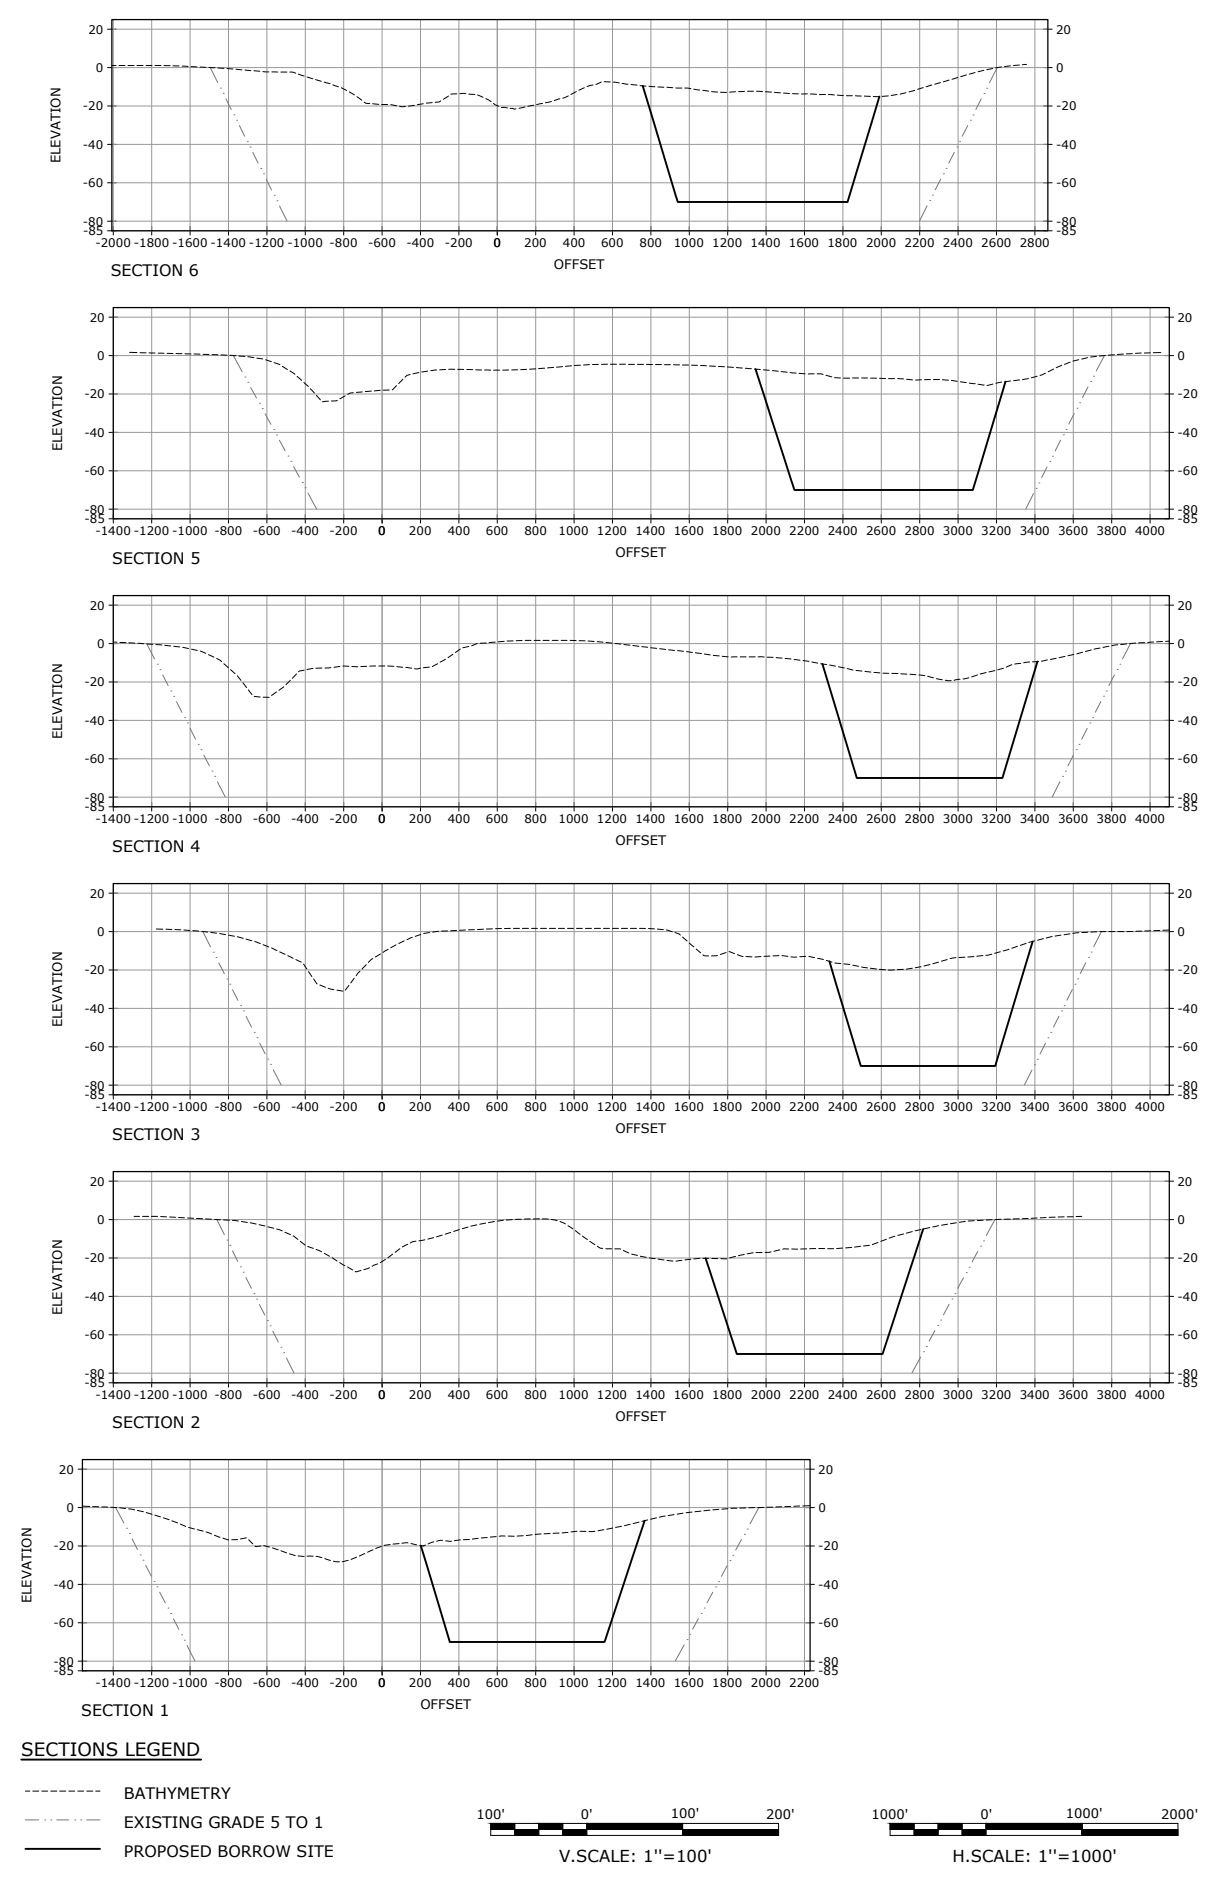 20 20
0 0
-20 -20
-40 -40
-60 -60
-80 -80
-85 -85
ELEVATION
-2000 -1800 -1600 -1400 -1200 -1000 -800 -600 -400 -200 0 200 400 600 800 1000 1200 1400 1600 1800 2000 2200 2400 2600 2800
OFFSET
SECTION 6
20 20
0 0
-20 -20
-40 -40
-60 -60
-80 -80
-85 -85
ELEVATION
-1400 -1200 -1000 -800 -600 -400 -200 0 200 400 600 800 1000 1200 1400 1600 1800 2000 2200 2400 2600 2800 3000 3200 3400 3600 3800 4000
OFFSET
SECTION 5
20 20
0 0
-20 -20
-40 -40
-60 -60
-80 -80
-85 -85
ELEVATION
-1400 -1200 -1000 -800 -600 -400 -200 0 200 400 600 800 1000 1200 1400 1600 1800 2000 2200 2400 2600 2800 3000 3200 3400 3600 3800 4000
OFFSET
SECTION 4
20 20
0 0
-20 -20
-40 -40
-60 -60
-80 -80
-85 -85
ELEVATION
-1400 -1200 -1000 -800 -600 -400 -200 0 200 400 600 800 1000 1200 1400 1600 1800 2000 2200 2400 2600 2800 3000 3200 3400 3600 3800 4000
OFFSET
SECTION 3
20 20
0 0
-20 -20
-40 -40
-60 -60
-80 -80
-85 -85
ELEVATION
-1400 -1200 -1000 -800 -600 -400 -200 0 200 400 600 800 1000 1200 1400 1600 1800 2000 2200 2400 2600 2800 3000 3200 3400 3600 3800 4000
OFFSET
SECTION 2
20 20
0 0
-20 -20
-40 -40
-60 -60
-80 -80
-85 -85
ELEVATION
-1400 -1200 -1000 -800 -600 -400 -200 0 200 400 600 800 1000 1200 1400 1600 1800 2000 2200
OFFSET
SECTION 1
SECTIONS LEGEND
BATHYMETRY
EXISTING GRADE 5 TO 1
PROPOSED BORROW SITE
100' 0' 100' 200'
V.SCALE: 1"=100'
1000' 0' 1000' 2000'
H.SCALE: 1"=1000'